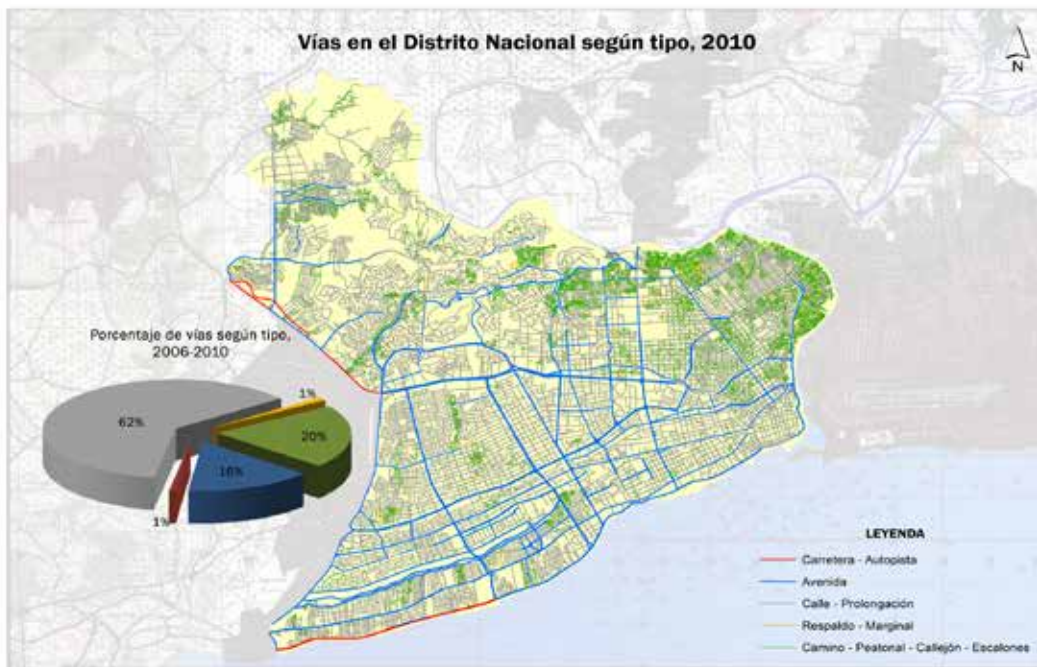 Vías en el Distrito Nacional según tipo, 2010
N
Porcentaje de vías según tipo,
2006-2010
1%
62%
20%
16%
1%
LEYENDA
Carretera - Autopista
Avenida
Calle - Prolongación
Respaldo - Marginal
Camino - Peatonal - Callejón - Escalones